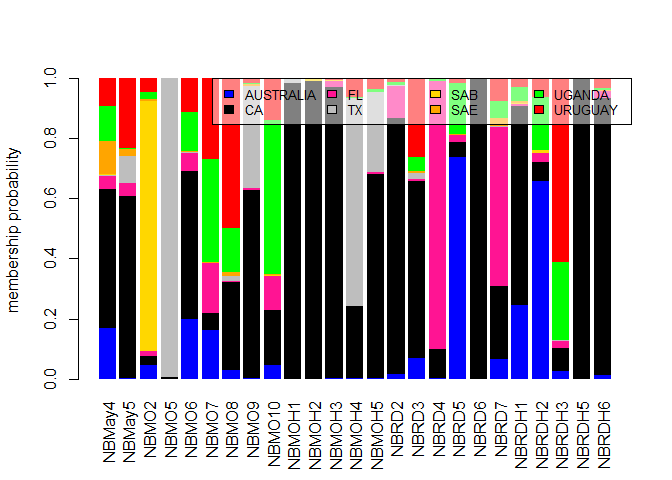 membership probability
1.0
0.8
0.6
0.4
0.2
0.0
AUSTRALIA FL SAB UGANDA
CA TX SAE URUGUAY
NBMay4
NBMay5
NBMO2
NBMO5
NBMO6
NBMO7
NBMO8
NBMO9
NBMO10
NBMOH1
NBMOH2
NBMOH3
NBMOH4
NBMOH5
NBRD2
NBRD3
NBRD4
NBRD5
NBRD6
NBRD7
NBRDH1
NBRDH2
NBRDH3
NBRDH5
NBRDH6